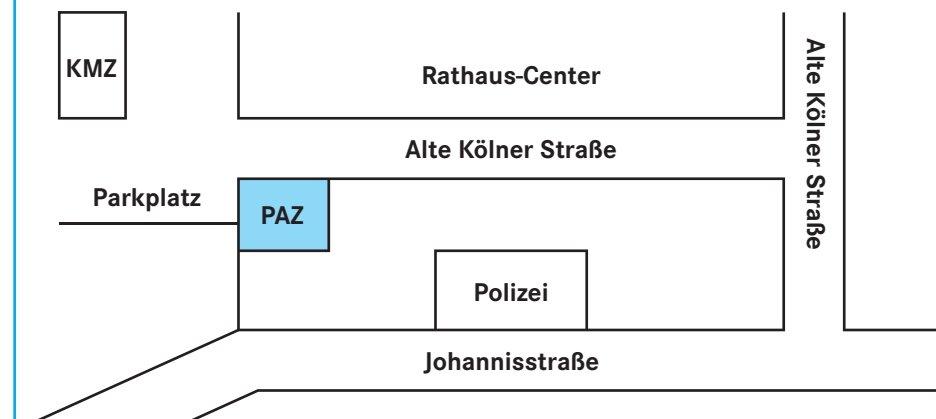 KMZ
Rathaus-Center
Alte Kölner Straße
Alte Kölner Straße
Parkplatz
PAZ
Polizei
Johannisstraße